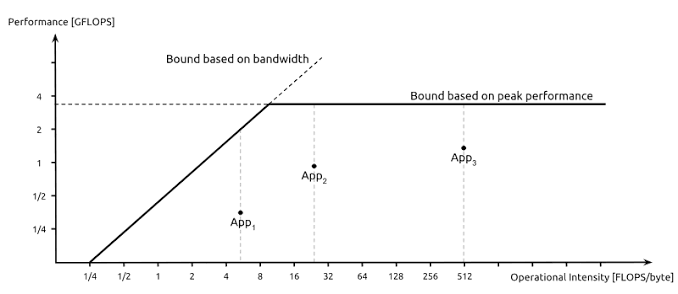 Performance [GFLOPS]
Bound based on bandwidth
4
Bound based on peak performance
2
1
App3
App2
1/2
App1
1/4
1/4 1/2 1 2 4 8 16 32 64 128 256 512
Operational Intensity [FLOPS/byte]